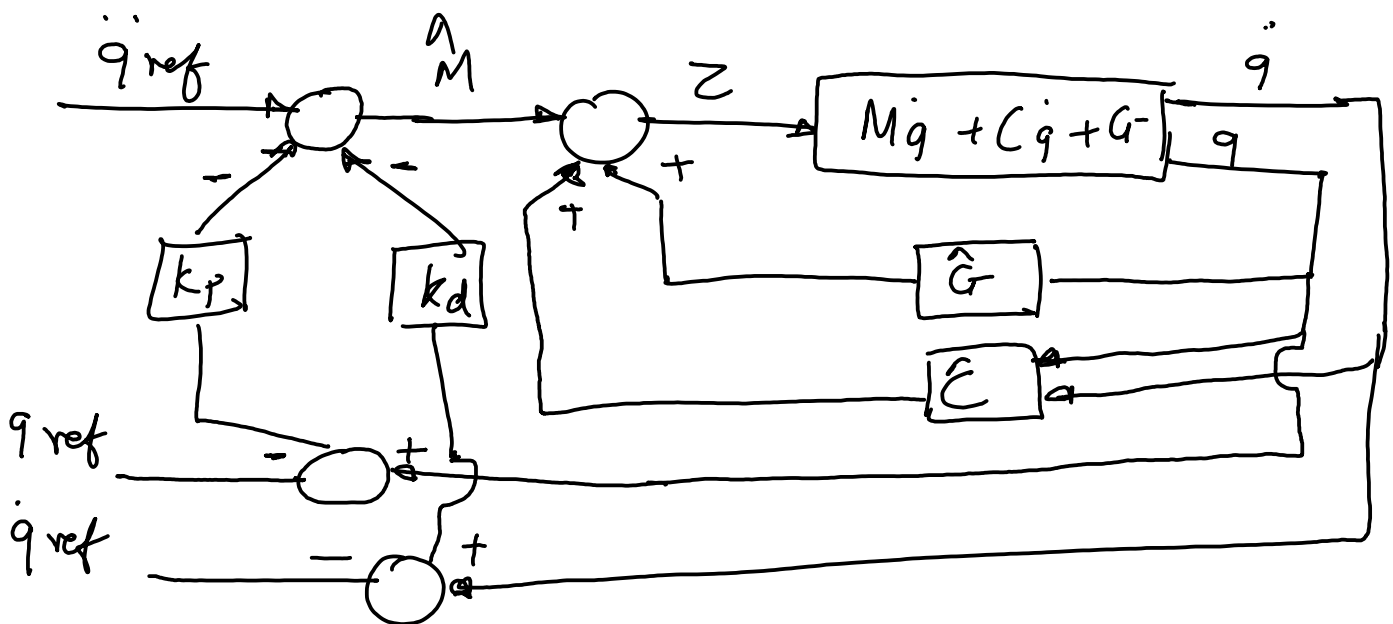 q̈ ref
M̂
τ
q̈
Mq̇ + Cq̇ + G
q
-
-
+
+
kp
kd
Ĝ
Ĉ
q ref
-
+
q̇ ref
-
+